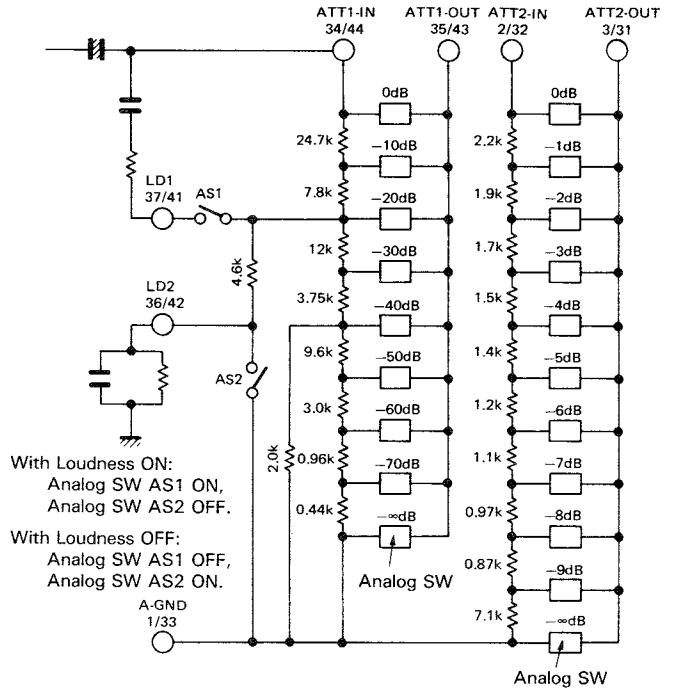 ATT1-IN ATT1-OUT ATT2-IN ATT2-OUT
34/44 35/43 2/32 3/31
0dB 0dB
24.7k 2.2k
−10dB −1dB
7.8k 1.9k
LD1
37/41 AS1
−20dB −2dB
12k 1.7k
4.6k
−30dB −3dB
LD2
36/42
3.75k 1.5k
−40dB −4dB
9.6k 1.4k
AS2
−50dB −5dB
3.0k 1.2k
−60dB −6dB
2.0k
0.96k 1.1k
−70dB −7dB
0.44k 0.97k
−∞dB −8dB
0.87k
−9dB
7.1k
−∞dB
With Loudness ON:
Analog SW AS1 ON,
Analog SW AS2 OFF.
With Loudness OFF:
Analog SW AS1 OFF,
Analog SW AS2 ON.
Analog SW
A-GND
1/33
Analog SW